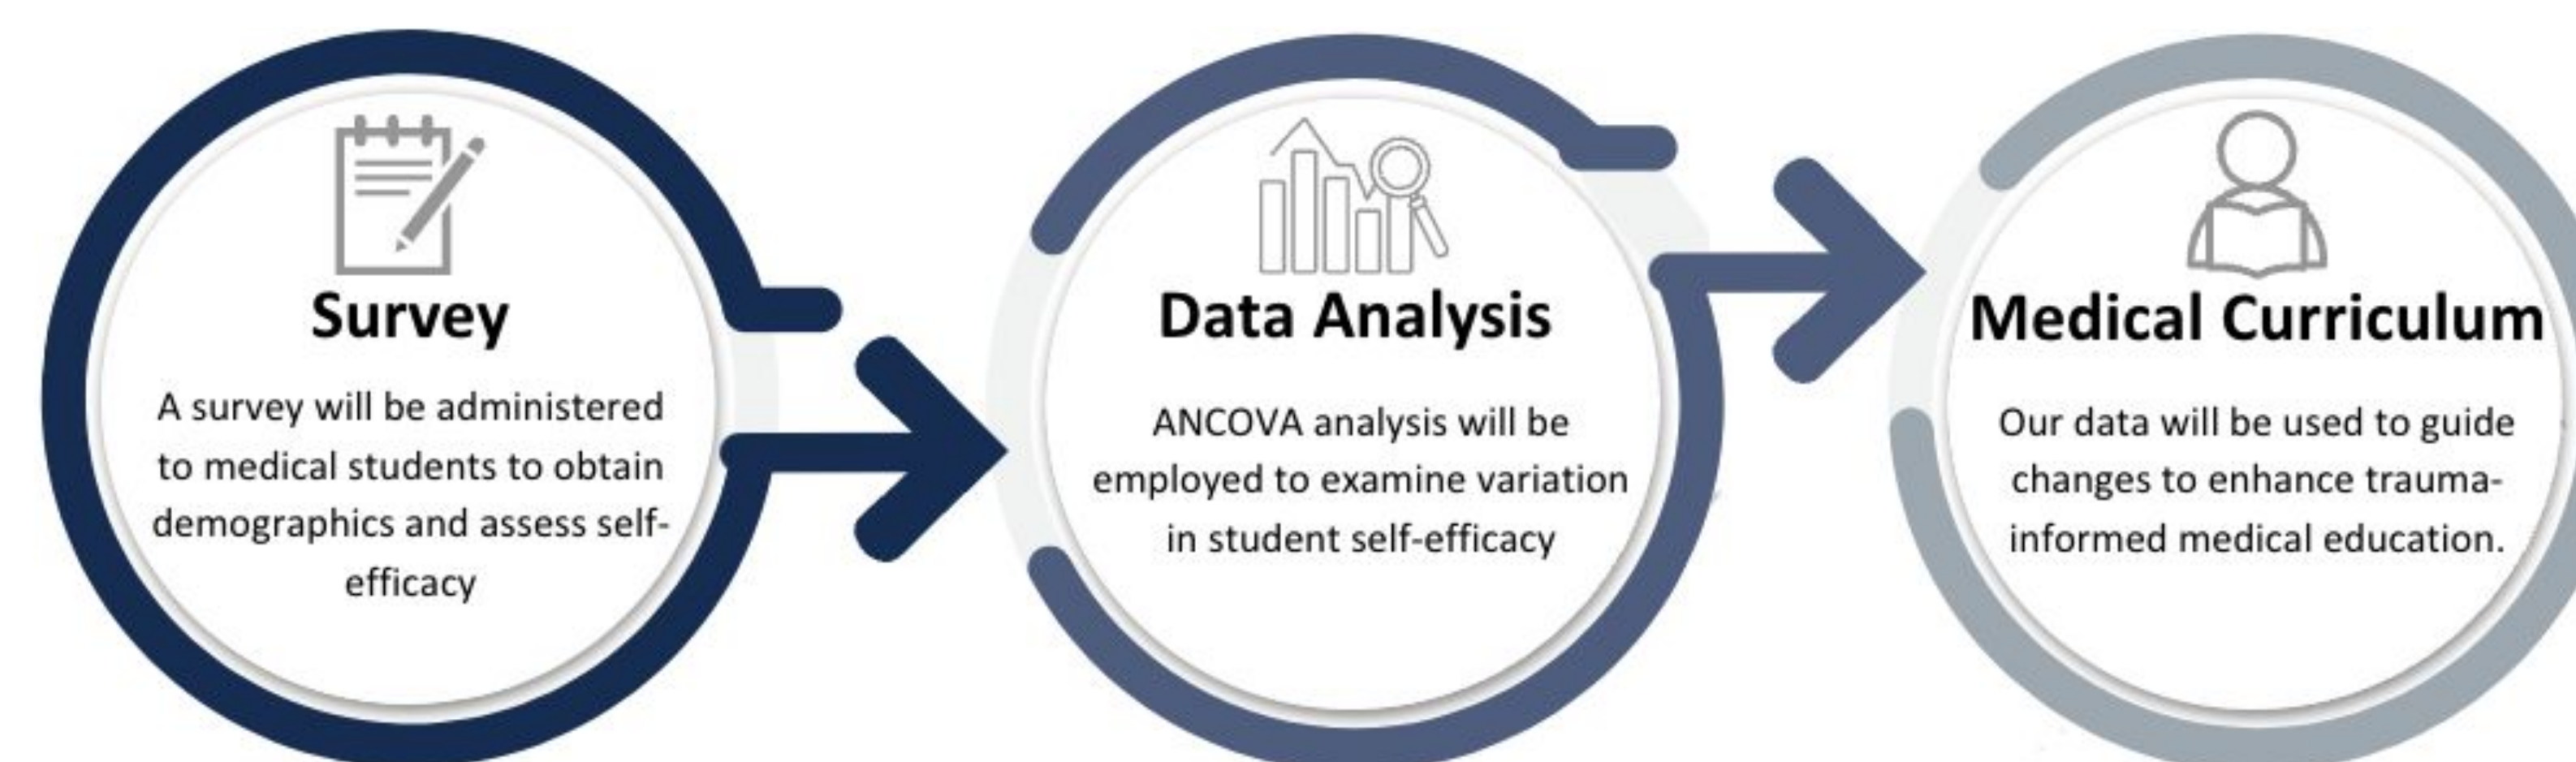 Survey
A survey will be administered
to medical students to obtain
demographics and assess self-
efficacy
Data Analysis
ANCOVA analysis will be
employed to examine variation
in student self-efficacy
Medical Curriculum
Our data will be used to guide
changes to enhance trauma-
informed medical education.